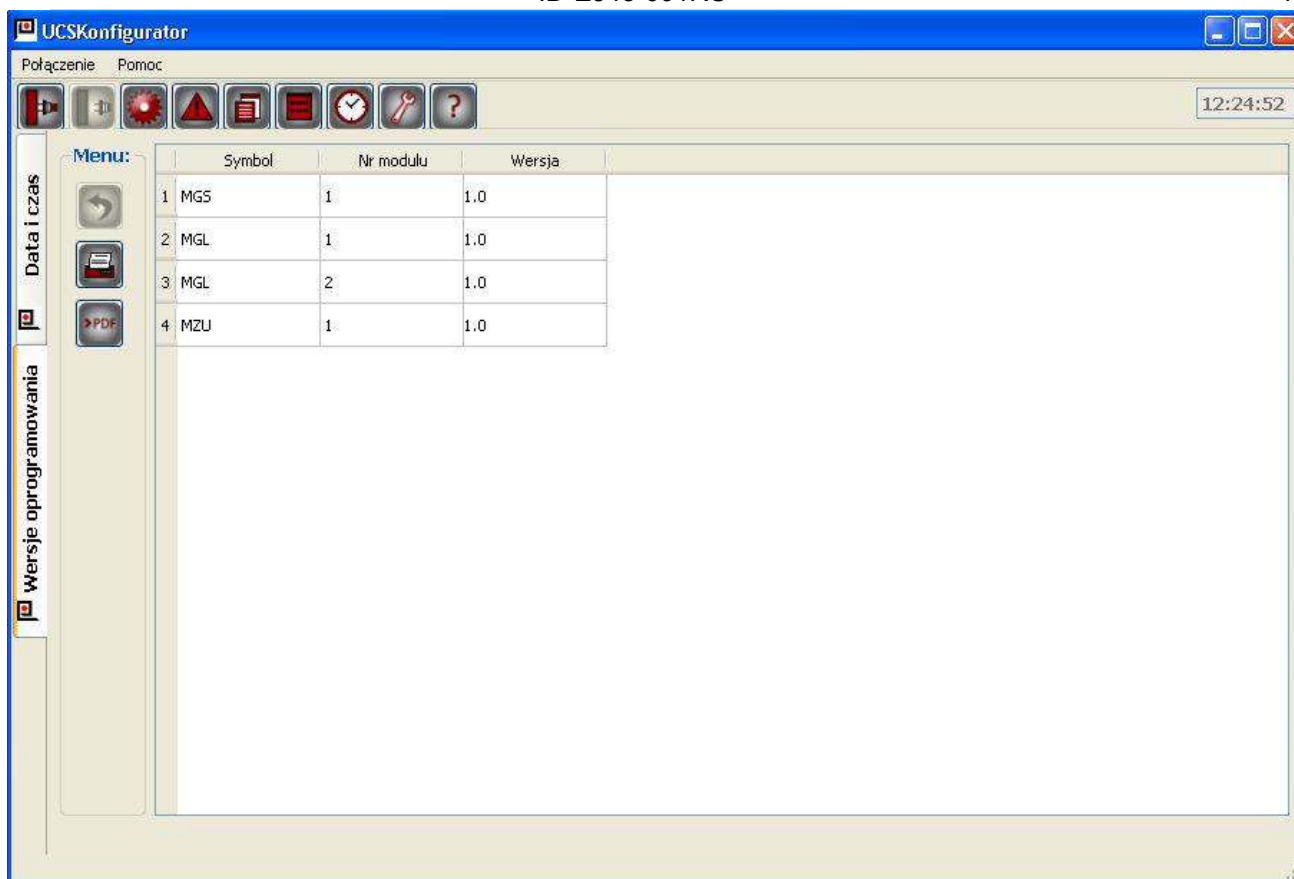 UCSKonfigurator
Połączenie Pomoc
?
12:24:52
Menu:
Symbol Nr modulu Wersja
1 MGS 1 1.0
2 MGL 1 1.0
3 MGL 2 1.0
4 MZU 1 1.0
>PDF
Data i czas
Wersje oprogramowania